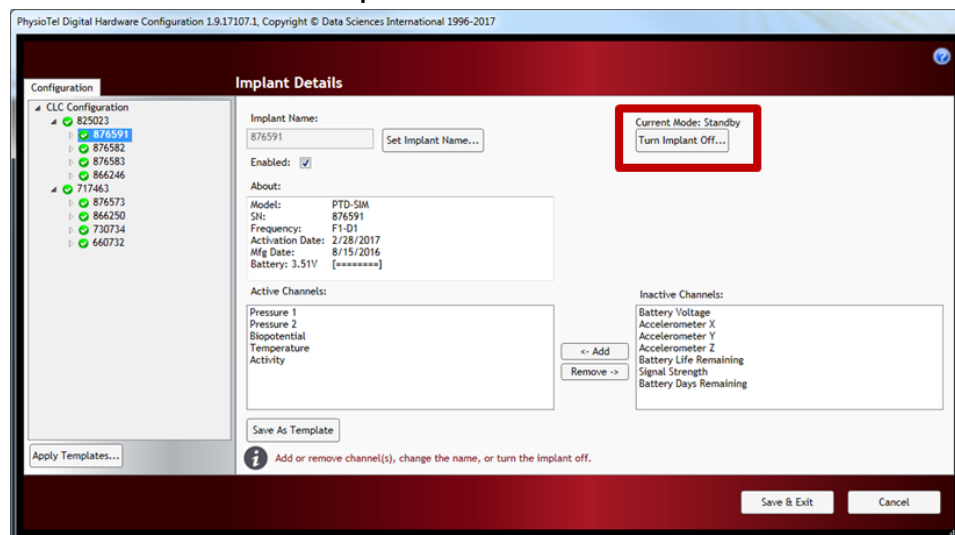 PhysioTel Digital Hardware Configuration 1.9.17107.1, Copyright © Data Sciences International 1996-2017
Configuration
Implant Details
CLC Configuration
825023
876591
876582
876583
866246
717463
876573
866250
730734
660732
Implant Name:
876591
Set Implant Name...
Current Mode: Standby
Turn Implant Off...
Enabled:
About:
Model: PTD-SIM
SN: 876591
Frequency: F1-D1
Activation Date: 2/28/2017
Mfg Date: 8/15/2016
Battery: 3.51V [========]
Active Channels:
Pressure 1
Pressure 2
Biopotential
Temperature
Activity
<- Add
Remove ->
Inactive Channels:
Battery Voltage
Accelerometer X
Accelerometer Y
Accelerometer Z
Battery Life Remaining
Signal Strength
Battery Days Remaining
Save As Template
Apply Templates...
Add or remove channel(s), change the name, or turn the implant off.
Save & Exit
Cancel